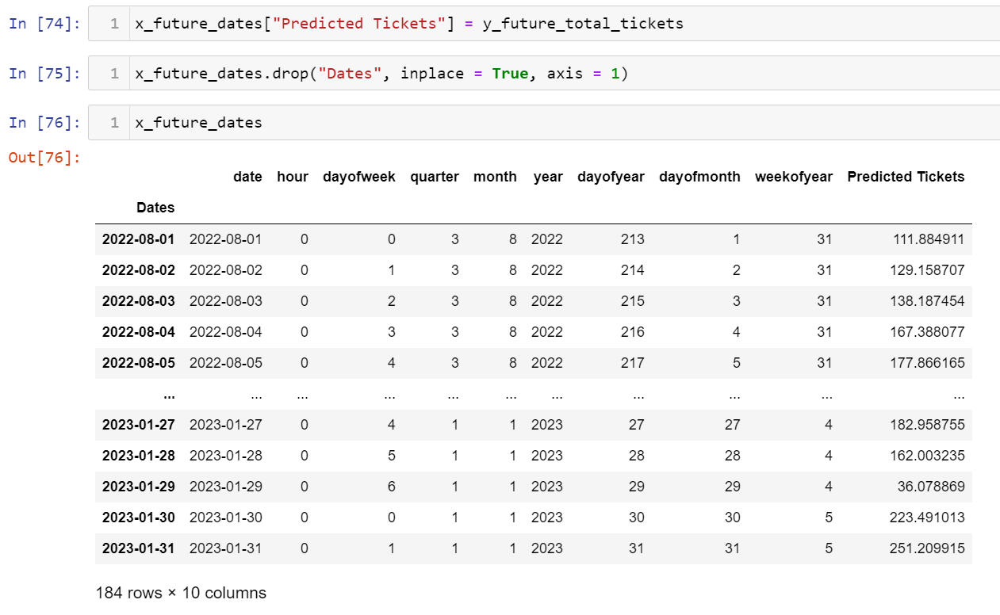 In [74]: 1 x_future_dates["Predicted Tickets"] = y_future_total_tickets
In [75]: 1 x_future_dates.drop("Dates", inplace = True, axis = 1)
In [76]: 1 x_future_dates
Out[76]:
date hour dayofweek quarter month year dayofyear dayofmonth weekofyear Predicted Tickets
Dates
2022-08-01 2022-08-01 0 0 3 8 2022 213 1 31 111.884911
2022-08-02 2022-08-02 0 1 3 8 2022 214 2 31 129.158707
2022-08-03 2022-08-03 0 2 3 8 2022 215 3 31 138.187454
2022-08-04 2022-08-04 0 3 3 8 2022 216 4 31 167.388077
2022-08-05 2022-08-05 0 4 3 8 2022 217 5 31 177.866165
... ... ... ... ... ... ... ... ... ... ...
2023-01-27 2023-01-27 0 4 1 1 2023 27 27 4 182.958755
2023-01-28 2023-01-28 0 5 1 1 2023 28 28 4 162.003235
2023-01-29 2023-01-29 0 6 1 1 2023 29 29 4 36.078869
2023-01-30 2023-01-30 0 0 1 1 2023 30 30 5 223.491013
2023-01-31 2023-01-31 0 1 1 1 2023 31 31 5 251.209915
184 rows × 10 columns